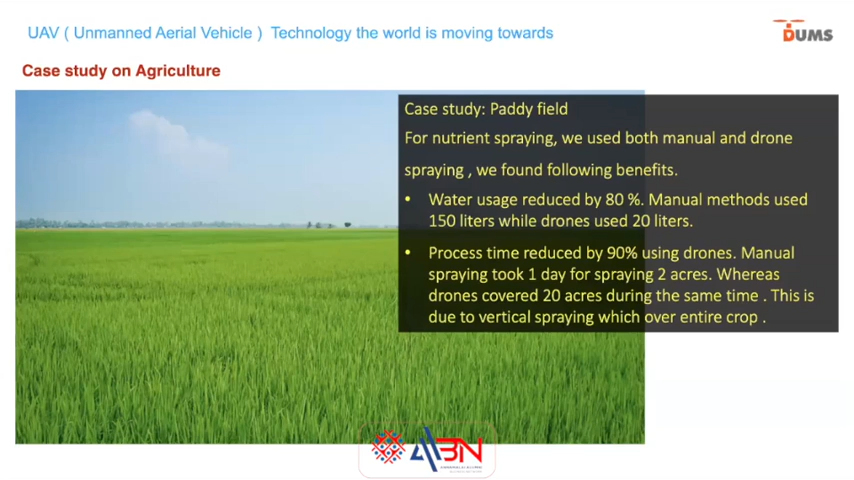 UAV ( Unmanned Aerial Vehicle ) Technology the world is moving towards
DUMS
Case study on Agriculture
Case study: Paddy field
For nutrient spraying, we used both manual and drone
spraying , we found following benefits.
• Water usage reduced by 80 %. Manual methods used
150 liters while drones used 20 liters.
• Process time reduced by 90% using drones. Manual
spraying took 1 day for spraying 2 acres. Whereas
drones covered 20 acres during the same time . This is
due to vertical spraying which over entire crop .
ABN